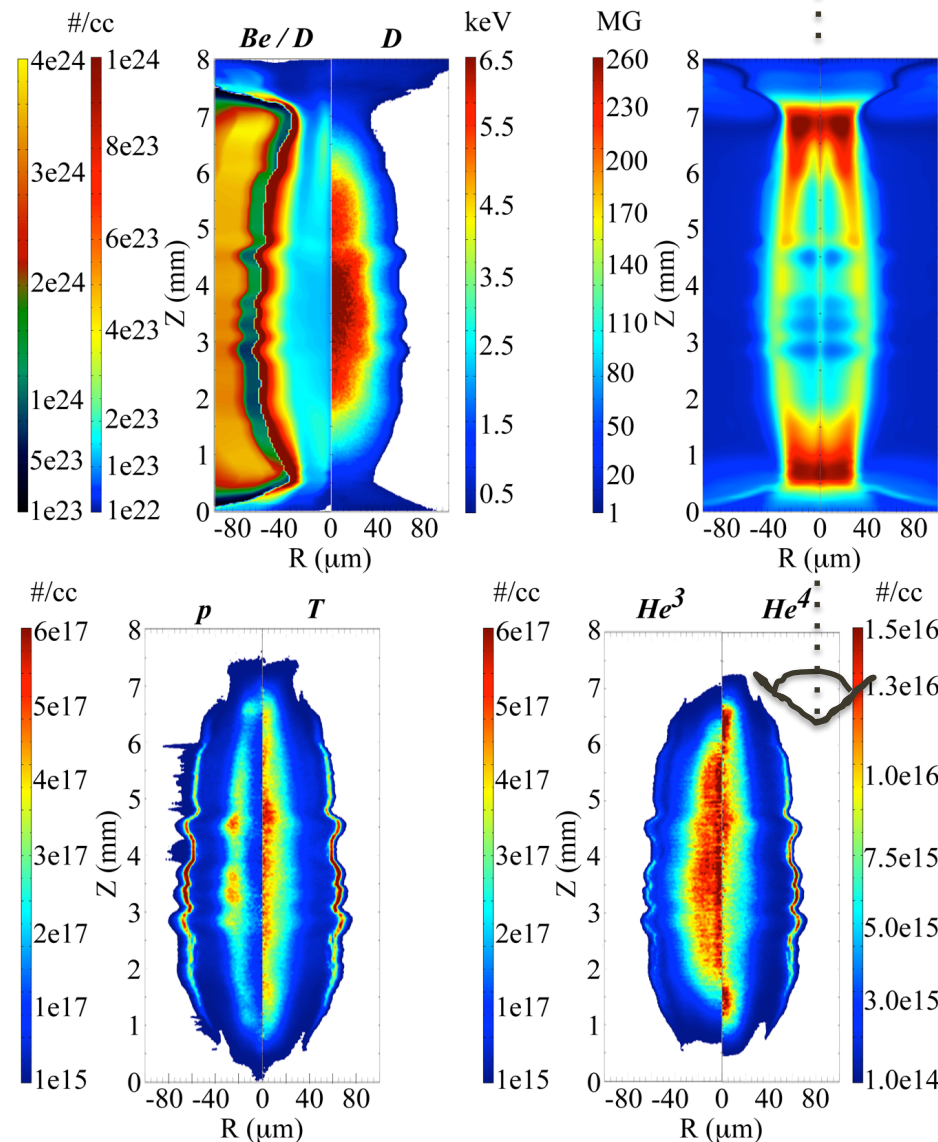 #/cc
Be / D
D
keV
MG
4e24
3e24
2e24
1e24
5e23
1e23
1e24
8e23
6e23
4e23
2e23
1e23
1e22
Z (mm)
8
7
6
5
4
3
2
1
0
-80 -40 0 40 80
R (μm)
6.5
5.5
4.5
3.5
2.5
1.5
0.5
260
230
200
170
140
110
80
50
20
1
Z (mm)
8
7
6
5
4
3
2
1
0
-80 -40 0 40 80
R (μm)
#/cc
p
T
6e17
5e17
4e17
3e17
2e17
1e17
1e15
Z (mm)
8
7
6
5
4
3
2
1
0
-80 -40 0 40 80
R (μm)
#/cc
He³
He⁴
#/cc
6e17
5e17
4e17
3e17
2e17
1e17
1e15
Z (mm)
8
7
6
5
4
3
2
1
0
-80 -40 0 40 80
R (μm)
1.5e16
1.3e16
1.0e16
7.5e15
5.0e15
3.0e15
1.0e14